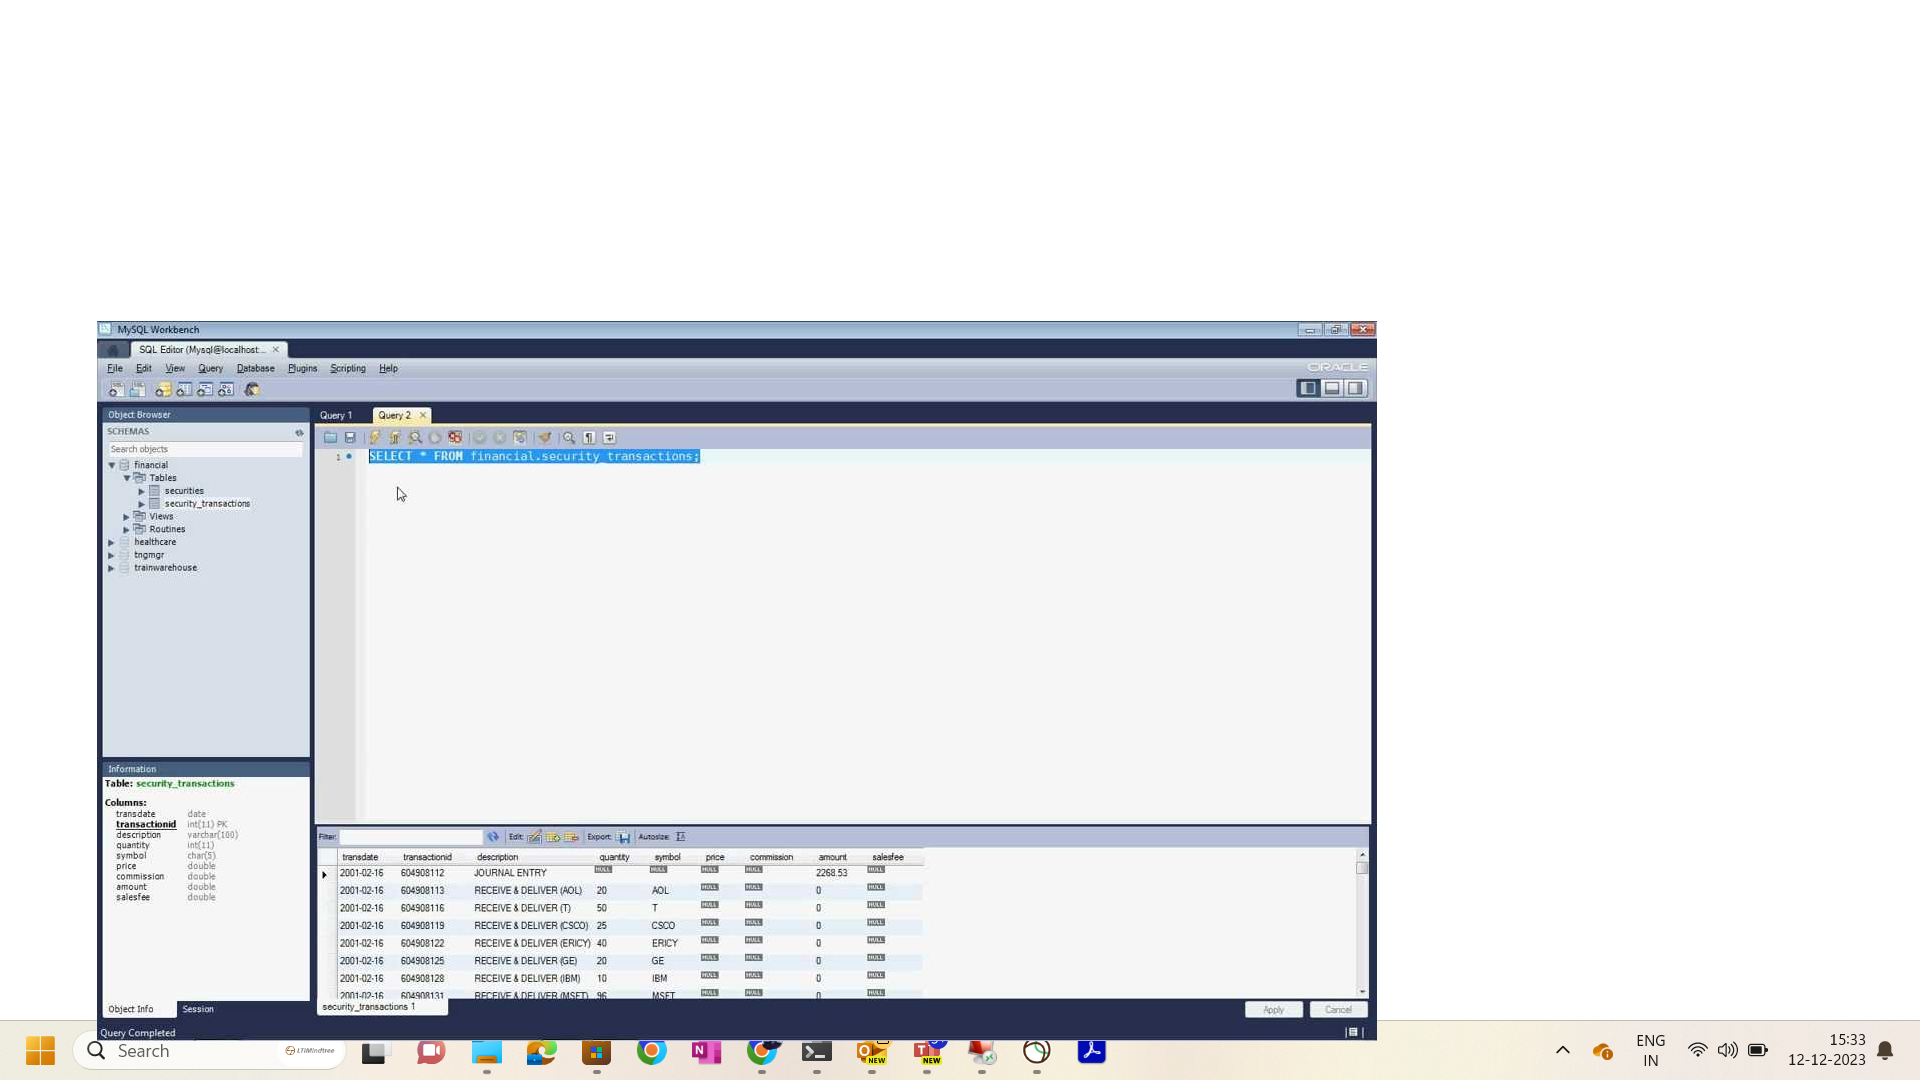 MySQL Workbench
SQL Editor (Mysql@localhost:...
File Edit View Query Database Plugins Scripting Help
ORACLE
Object Browser
SCHEMAS
Search objects
financial
Tables
securities
security_transactions
Views
Routines
healthcare
tngmgr
trainwarehouse
Query 1 Query 2
1 SELECT * FROM financial.security_transactions;
Information
Table: security_transactions
Columns:
transdate date
transactionid int(11) PK
description varchar(100)
quantity int(11)
symbol char(5)
price double
commission double
amount double
salesfee double
Object Info Session
Query Completed
Filter: Edit: Export: Autosize:
transdate transactionid description quantity symbol price commission amount salesfee
2001-02-16 604908112 JOURNAL ENTRY NULL NULL NULL NULL 2268.53 NULL
2001-02-16 604908113 RECEIVE & DELIVER (AOL) 20 AOL NULL NULL 0 NULL
2001-02-16 604908116 RECEIVE & DELIVER (T) 50 T NULL NULL 0 NULL
2001-02-16 604908119 RECEIVE & DELIVER (CSCO) 25 CSCO NULL NULL 0 NULL
2001-02-16 604908122 RECEIVE & DELIVER (ERICY) 40 ERICY NULL NULL 0 NULL
2001-02-16 604908125 RECEIVE & DELIVER (GE) 20 GE NULL NULL 0 NULL
2001-02-16 604908128 RECEIVE & DELIVER (IBM) 10 IBM NULL NULL 0 NULL
2001-02-16 604908131 RECEIVE & DELIVER (MSFT) 96 MSFT NULL NULL 0 NULL
security_transactions 1
Apply Cancel
Search LTIMindtree
NEW NEW
ENG
IN
15:33
12-12-2023